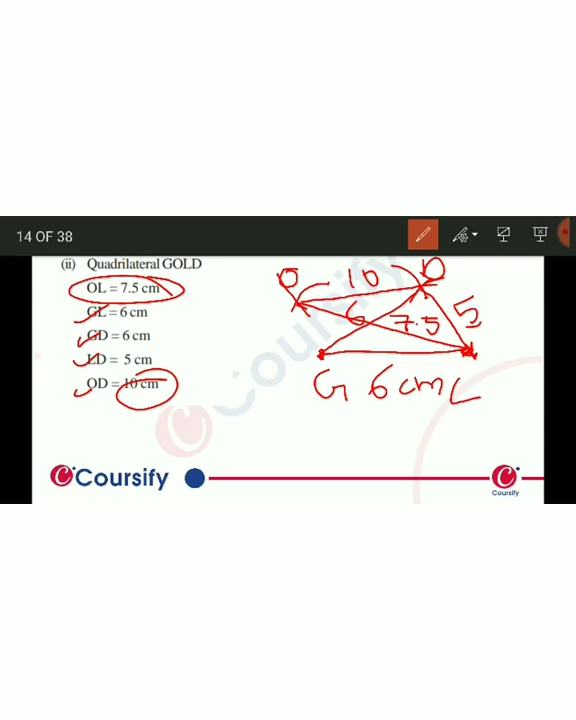 14 OF 38
(ii) Quadrilateral GOLD
OL = 7.5 cm
GL = 6 cm
GD = 6 cm
LD = 5 cm
OD = 10 cm
O 10 D
6 7.5 5
G 6 cm L
Coursify
Coursify
Coursify